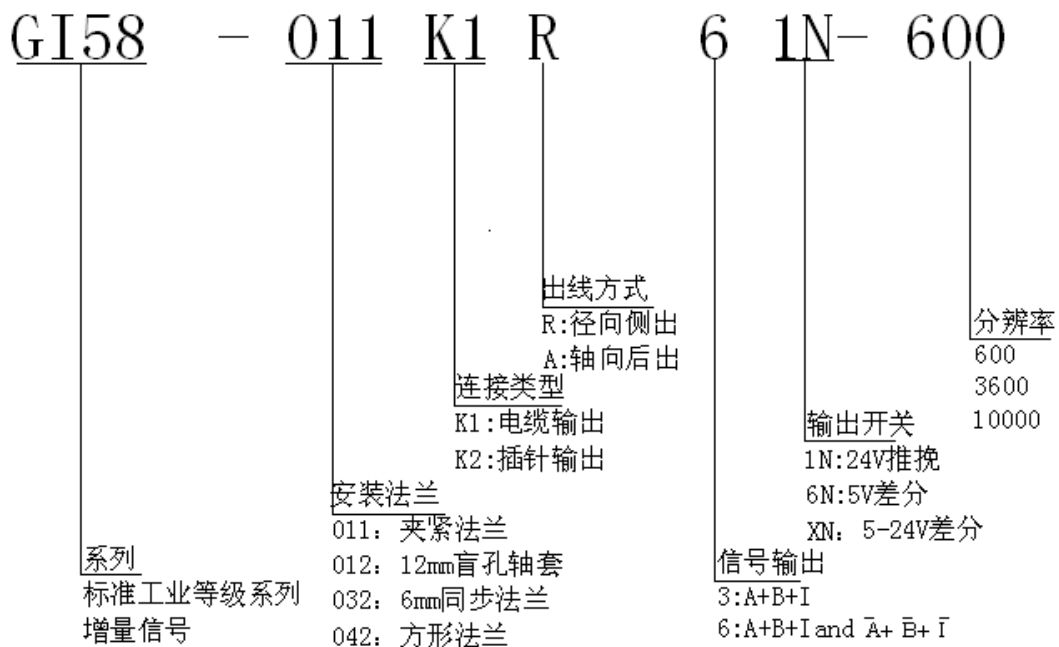 GI58 - 011 K1 R 6 1N- 600
出线方式
R:径向侧出
A:轴向后出
分辨率
600
3600
10000
连接类型
K1:电缆输出
K2:插针输出
输出开关
1N:24V推挽
6N:5V差分
XN: 5-24V差分
安装法兰
011: 夹紧法兰
012: 12mm盲孔轴套
032: 6mm同步法兰
042: 方形法兰
系列
标准工业等级系列
增量信号
信号输出
3:A+B+I
6:A+B+I and A̅+ B̅+ I̅